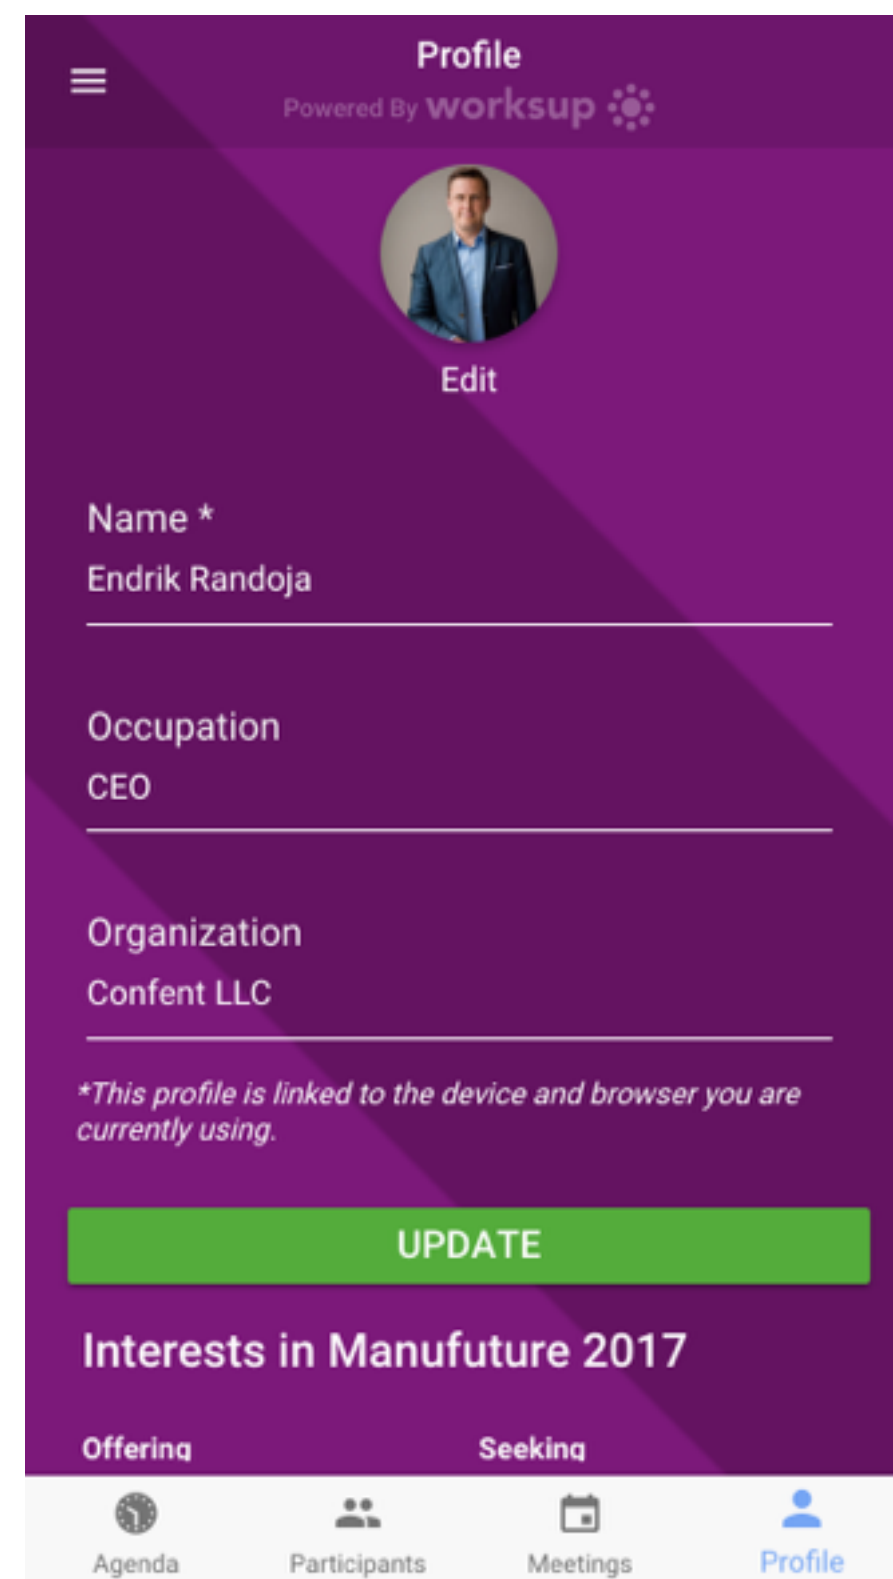 Profile
Powered By worksup
Edit
Name *
Endrik Randoja
Occupation
CEO
Organization
Confent LLC
*This profile is linked to the device and browser you are
currently using.
UPDATE
Interests in Manufuture 2017
Offering Seeking
Agenda Participants Meetings Profile